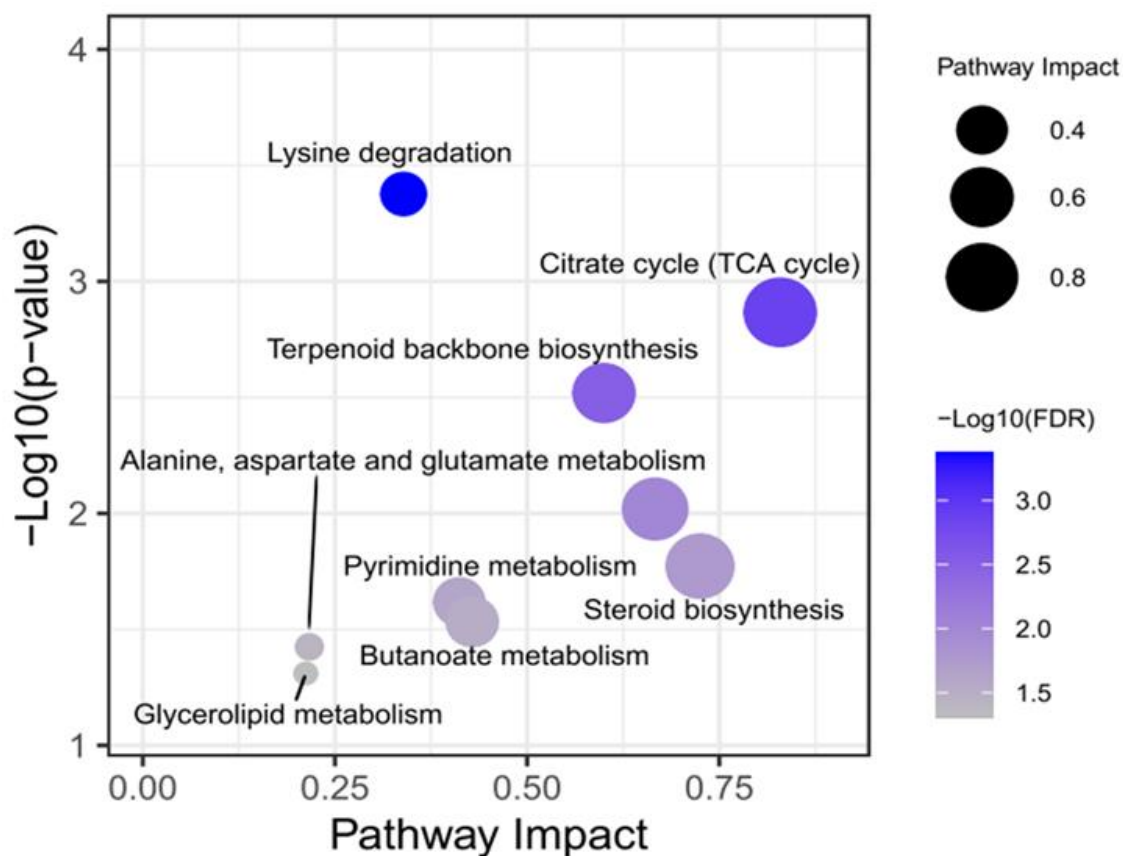 4
Lysine degradation
3
Citrate cycle (TCA cycle)
Terpenoid backbone biosynthesis
Alanine, aspartate and glutamate metabolism
2
Pyrimidine metabolism
Steroid biosynthesis
Butanoate metabolism
Glycerolipid metabolism
1
−Log10(p−value)
0.00 0.25 0.50 0.75
Pathway Impact
Pathway Impact
0.4
0.6
0.8
−Log10(FDR)
3.0
2.5
2.0
1.5